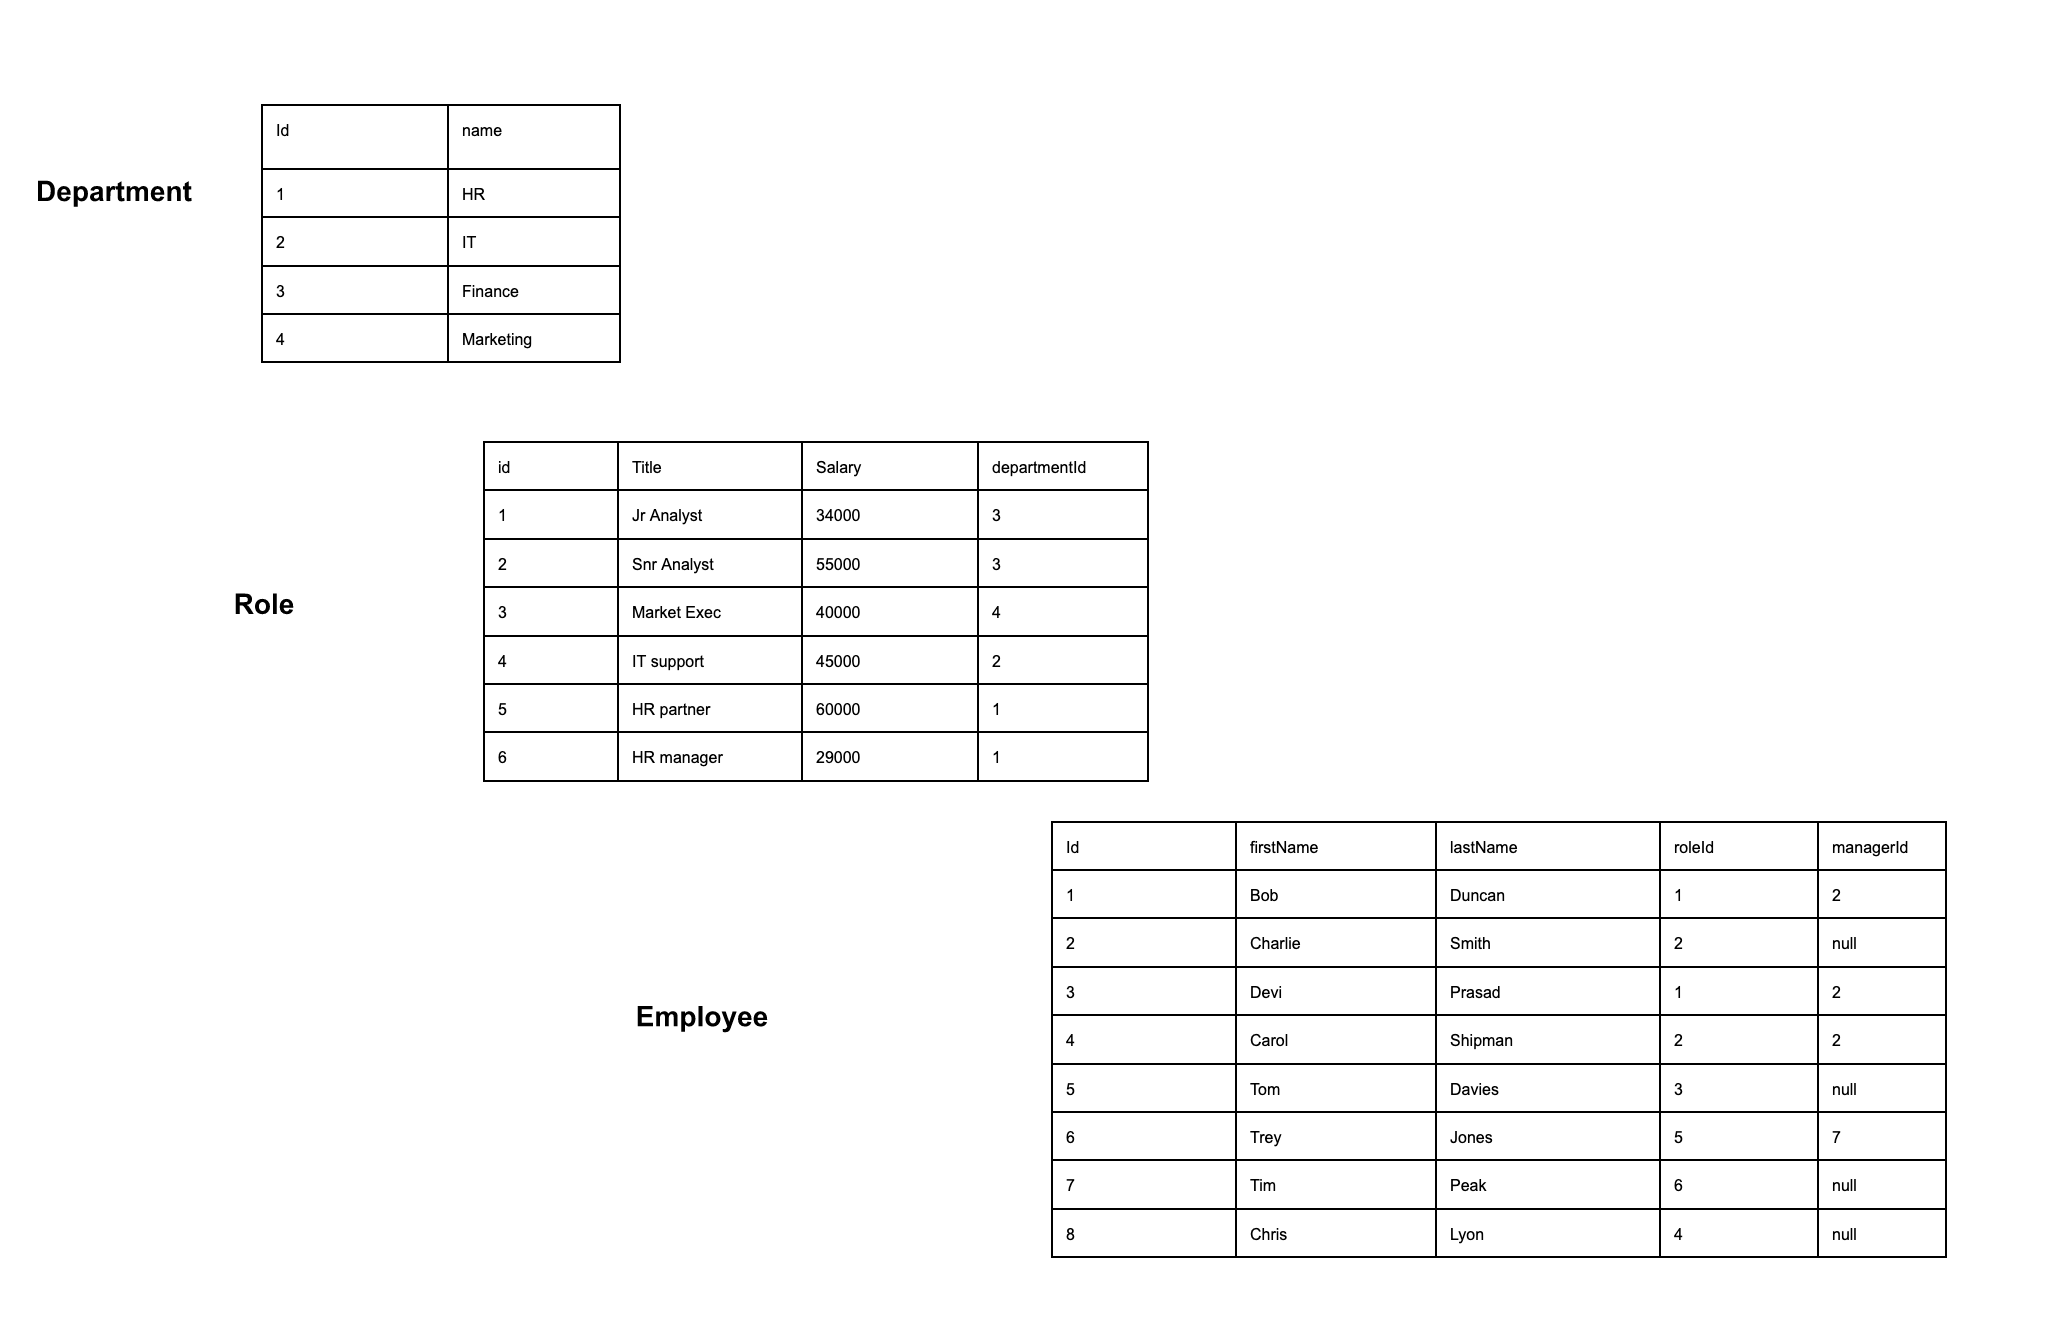 Department
Id name
1 HR
2 IT
3 Finance
4 Marketing
Role
id Title Salary departmentId
1 Jr Analyst 34000 3
2 Snr Analyst 55000 3
3 Market Exec 40000 4
4 IT support 45000 2
5 HR partner 60000 1
6 HR manager 29000 1
Employee
Id firstName lastName roleId managerId
1 Bob Duncan 1 2
2 Charlie Smith 2 null
3 Devi Prasad 1 2
4 Carol Shipman 2 2
5 Tom Davies 3 null
6 Trey Jones 5 7
7 Tim Peak 6 null
8 Chris Lyon 4 null